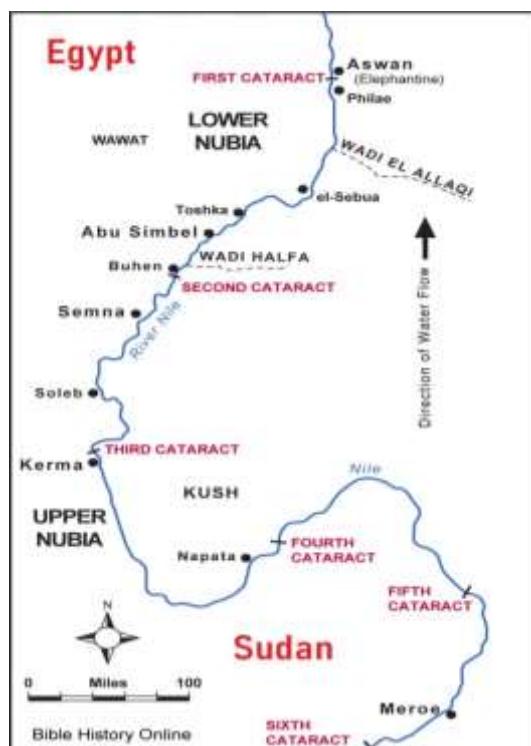 Egypt
Aswan
(Elephantine)
FIRST CATARACT
Philae
LOWER
NUBIA
WAWAT
WADI EL ALLAQI
el-Sebua
Toshka
Abu Simbel
WADI HALFA
Buhen
SECOND CATARACT
Semna
River Nile
Direction of Water Flow
Soleb
THIRD CATARACT
Kerma
Nile
KUSH
UPPER
NUBIA
FOURTH
CATARACT
Napata
FIFTH
CATARACT
N
Sudan
0 Miles 100
Meroe
SIXTH
CATARACT
Bible History Online